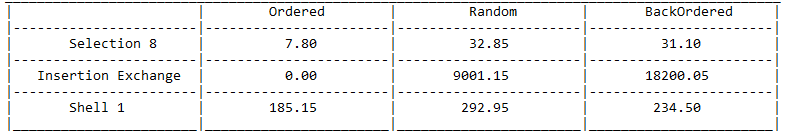 Ordered Random BackOrdered
Selection 8 7.80 32.85 31.10
Insertion Exchange 0.00 9001.15 18200.05
Shell 1 185.15 292.95 234.50